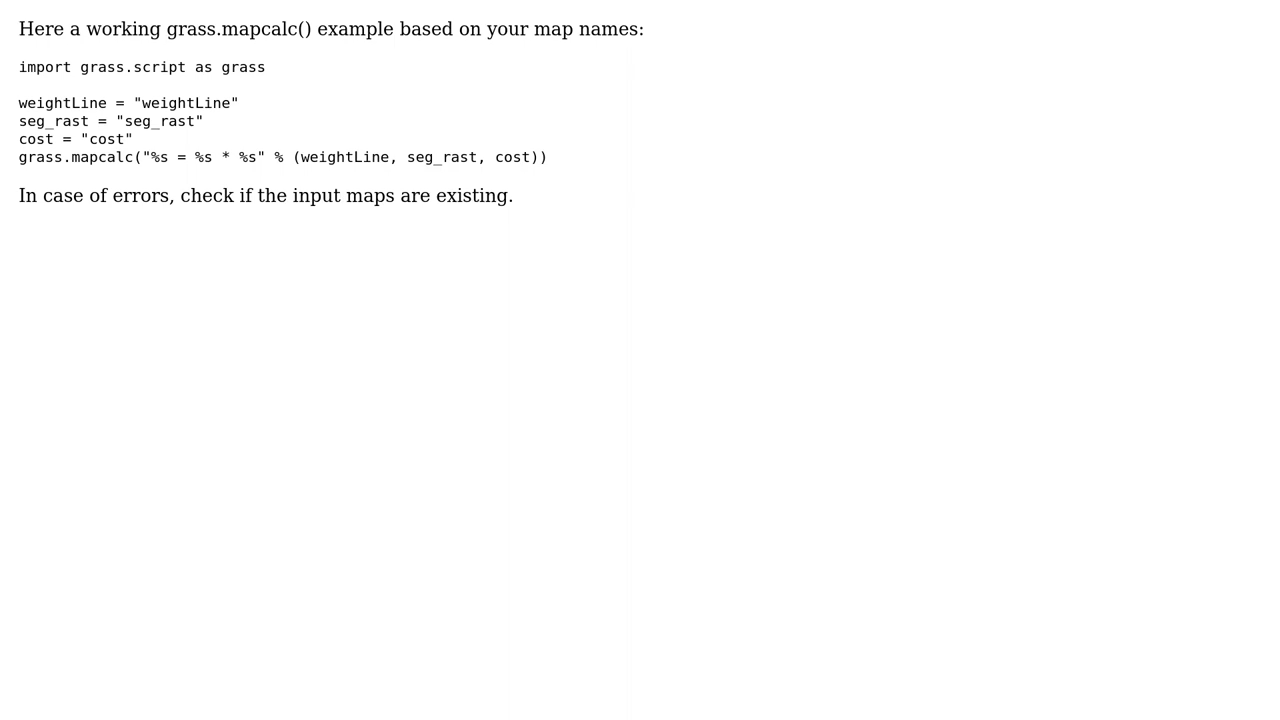 Here a working grass.mapcalc() example based on your map names:
import grass.script as grass
weightLine = "weightLine"
seg_rast = "seg_rast"
cost = "cost"
grass.mapcalc("%s = %s * %s" % (weightLine, seg_rast, cost))
In case of errors, check if the input maps are existing.